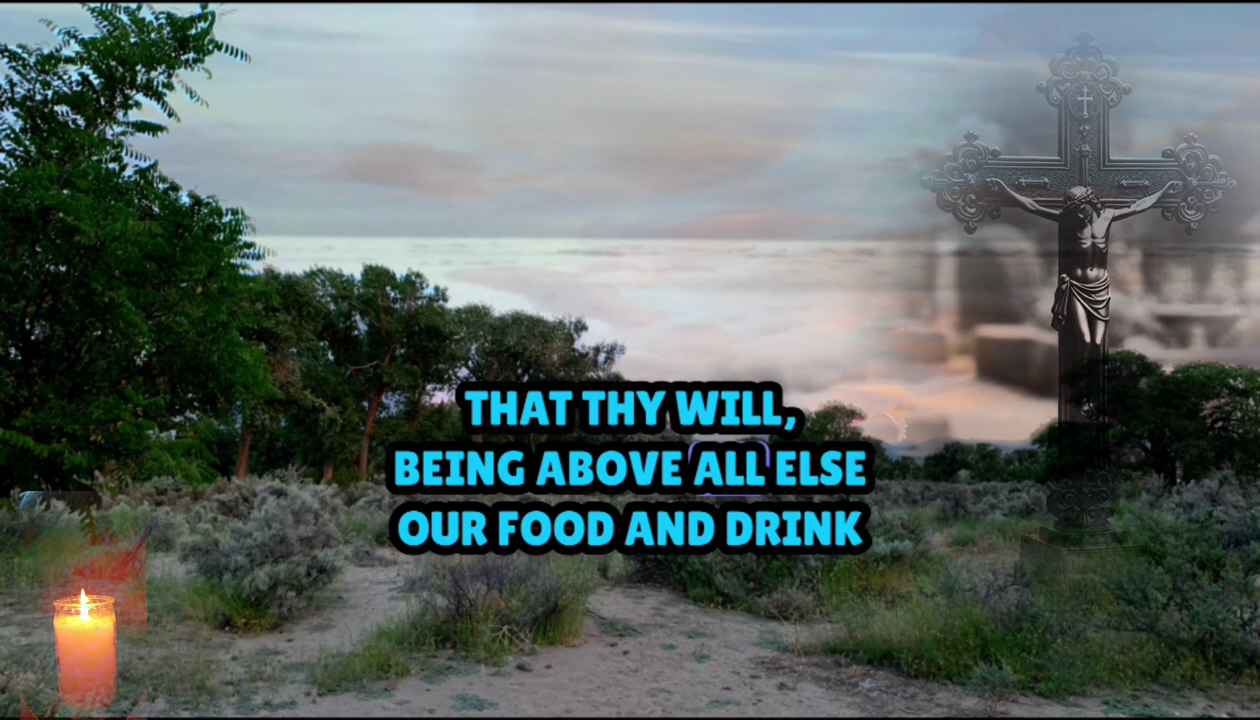 THAT THY WILL,
BEING ABOVE ALL ELSE
OUR FOOD AND DRINK